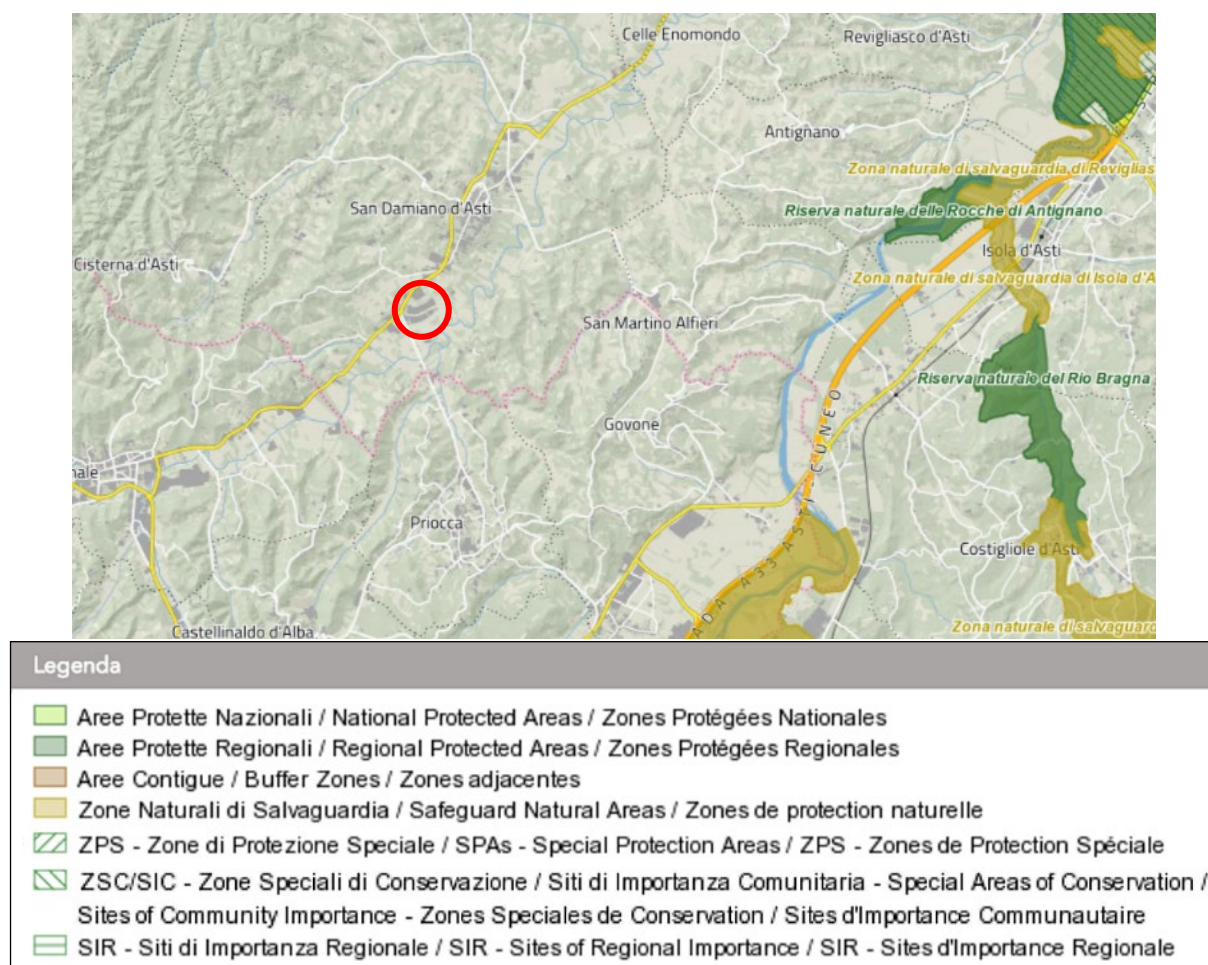 Celle Enomondo
Revigliasco d'Asti
Antignano
Zona naturale di salvaguardia di Reviglias
San Damiano d'Asti
Riserva naturale delle Rocche di Antignano
Isola d'Asti
Cisterna d'Asti
Zona naturale di salvaguardia di Isola d'A
San Martino Alfieri
Riserva naturale del Rio Bragna
Govone
nale
Priocca
ADA A33 ASTI-CUNEO
Costigliole d'Asti
Castellinaldo d'Alba
Zona naturale di salvaguard
Legenda
Aree Protette Nazionali / National Protected Areas / Zones Protégées Nationales
Aree Protette Regionali / Regional Protected Areas / Zones Protégées Regionales
Aree Contigue / Buffer Zones / Zones adjacentes
Zone Naturali di Salvaguardia / Safeguard Natural Areas / Zones de protection naturelle
ZPS - Zone di Protezione Speciale / SPAs - Special Protection Areas / ZPS - Zones de Protection Spéciale
ZSC/SIC - Zone Speciali di Conservazione / Siti di Importanza Comunitaria - Special Areas of Conservation /
Sites of Community Importance - Zones Speciales de Conservation / Sites d'Importance Communautaire
SIR - Siti di Importanza Regionale / SIR - Sites of Regional Importance / SIR - Sites d'Importance Regionale